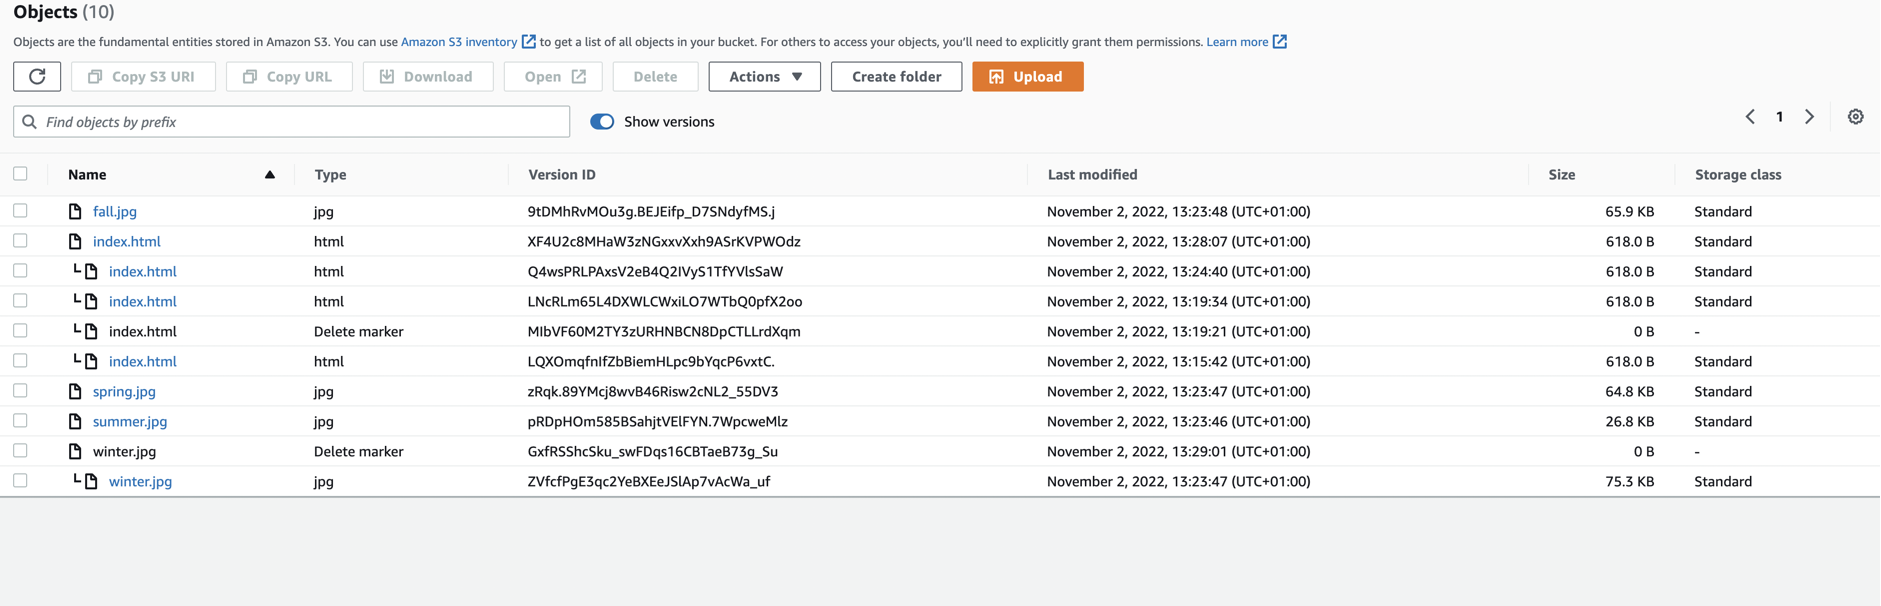 Objects (10)
Objects are the fundamental entities stored in Amazon S3. You can use Amazon S3 inventory to get a list of all objects in your bucket. For others to access your objects, you'll need to explicitly grant them permissions. Learn more
Copy S3 URI Copy URL Download Open Delete Actions Create folder Upload
Find objects by prefix Show versions 1
Name Type Version ID Last modified Size Storage class
fall.jpg jpg 9tDMhRvMOu3g.BEJEifp_D7SNdyfMS.j November 2, 2022, 13:23:48 (UTC+01:00) 65.9 KB Standard
index.html html XF4U2c8MHaW3zNGxxvXxh9ASrKVPWOdz November 2, 2022, 13:28:07 (UTC+01:00) 618.0 B Standard
index.html html Q4wsPRLPAxsV2eB4Q2IVyS1TfYVlsSaW November 2, 2022, 13:24:40 (UTC+01:00) 618.0 B Standard
index.html html LNcRLm65L4DXWLCWxiLO7WTbQ0pfX2oo November 2, 2022, 13:19:34 (UTC+01:00) 618.0 B Standard
index.html Delete marker MIbVF60M2TY3zURHNBCN8DpCTLLrdXqm November 2, 2022, 13:19:21 (UTC+01:00) 0 B -
index.html html LQXOmqfnIfZbBiemHLpc9bYqcP6vxtC. November 2, 2022, 13:15:42 (UTC+01:00) 618.0 B Standard
spring.jpg jpg zRqk.89YMcj8wvB46Risw2cNL2_55DV3 November 2, 2022, 13:23:47 (UTC+01:00) 64.8 KB Standard
summer.jpg jpg pRDpHOm585BSahjtVElFYN.7WpcweMlz November 2, 2022, 13:23:46 (UTC+01:00) 26.8 KB Standard
winter.jpg Delete marker GxfRSShcSku_swFDqs16CBTaeB73g_Su November 2, 2022, 13:29:01 (UTC+01:00) 0 B -
winter.jpg jpg ZVfcfPgE3qc2YeBXEeJSlAp7vAcWa_uf November 2, 2022, 13:23:47 (UTC+01:00) 75.3 KB Standard